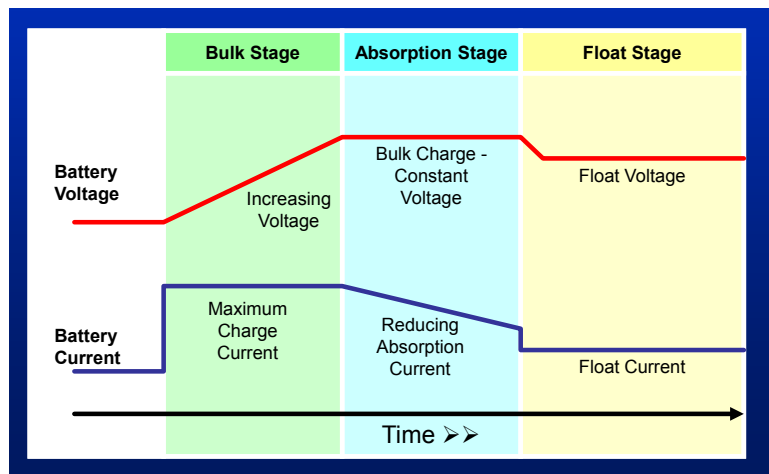 Bulk Stage
Absorption Stage
Float Stage
Battery
Voltage
Increasing
Voltage
Bulk Charge -
Constant
Voltage
Float Voltage
Battery
Current
Maximum
Charge
Current
Reducing
Absorption
Current
Float Current
Time ➢➢